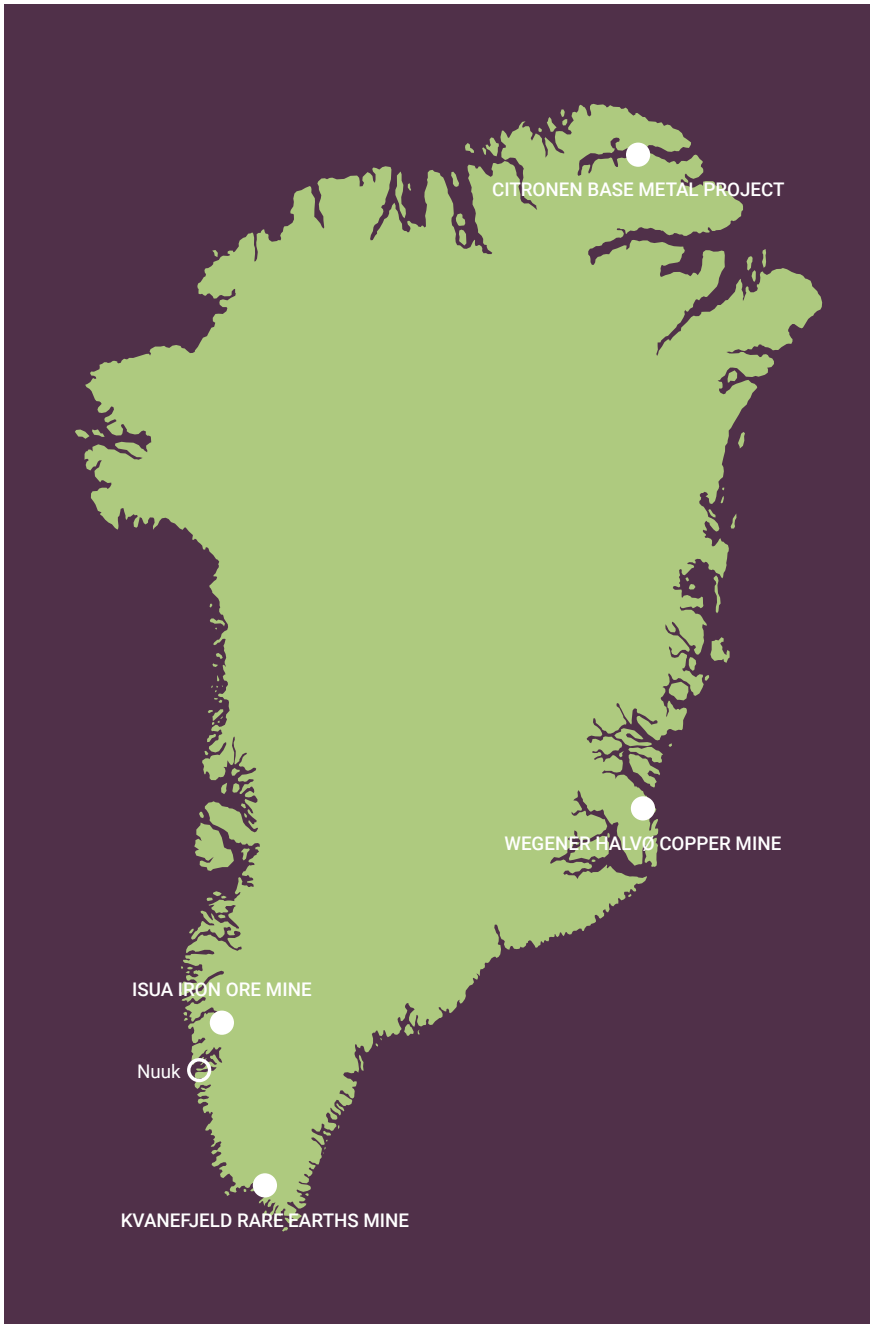 CITRONEN BASE METAL PROJECT
WEGENER HALVØ COPPER MINE
ISUA IRON ORE MINE
Nuuk
KVANEFJELD RARE EARTHS MINE